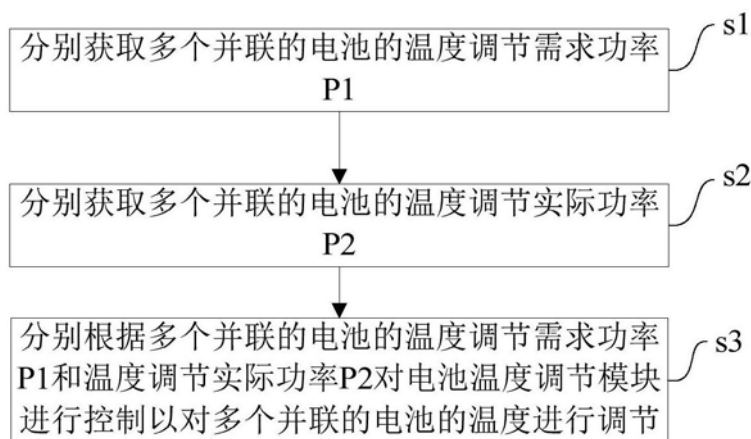 分别获取多个并联的电池的温度调节需求功率
P1
s1
分别获取多个并联的电池的温度调节实际功率
P2
s2
分别根据多个并联的电池的温度调节需求功率
P1和温度调节实际功率P2对电池温度调节模块
进行控制以对多个并联的电池的温度进行调节
s3